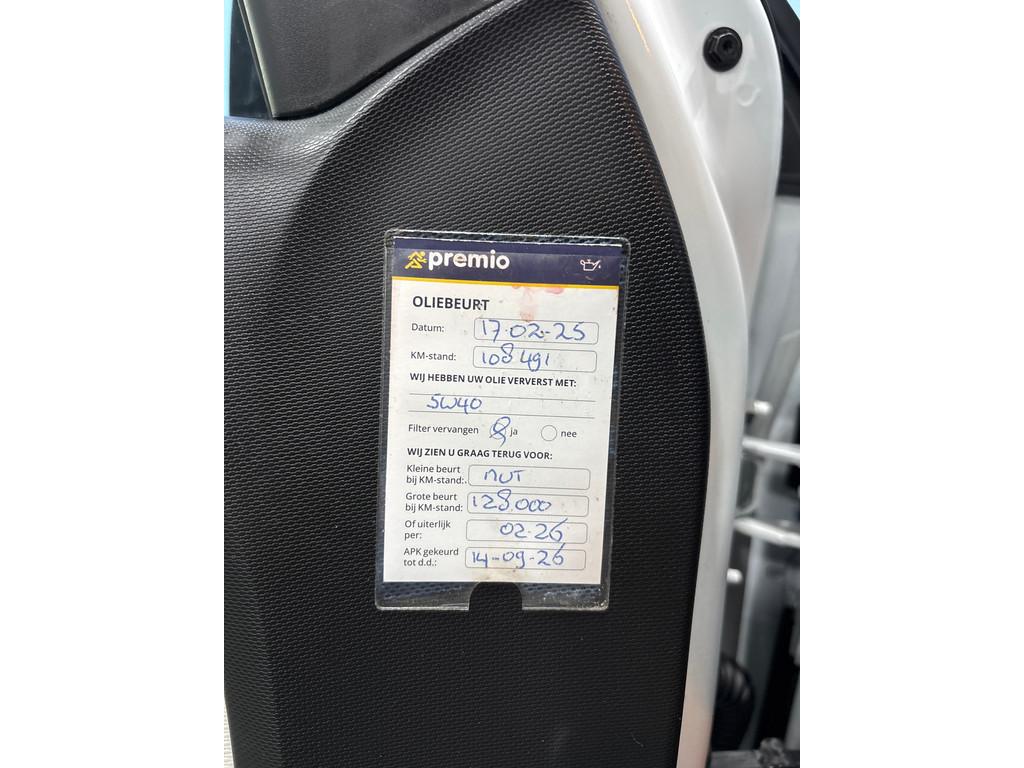 premio
OLIEBEURT
Datum: 17-02-25
KM-stand: 108491
WIJ HEBBEN UW OLIE VERVERST MET:
5W40
Filter vervangen ja nee
WIJ ZIEN U GRAAG TERUG VOOR:
Kleine beurt
bij KM-stand:
Grote beurt
bij KM-stand: 128.000
Of uiterlijk
per: 02-26
APK gekeurd
tot d.d.: 14-09-26